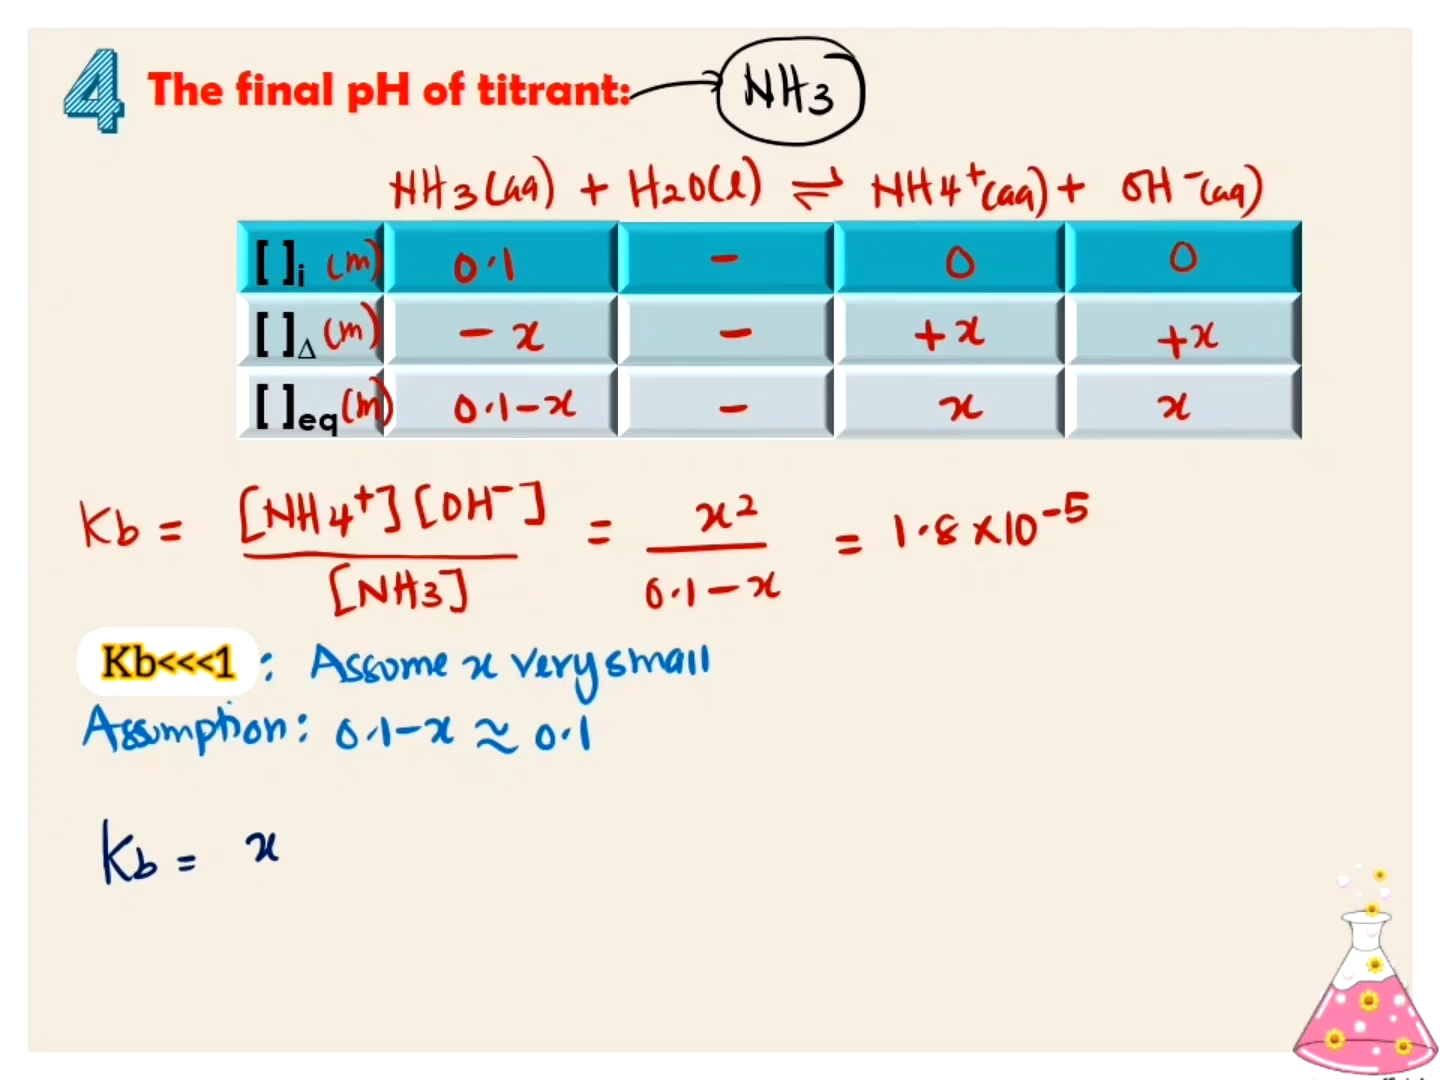 4 The final pH of titrant: NH3
NH3(aq) + H2O(l) ⇌ NH4+(aq) + OH-(aq)
[ ]i (M) 0.1 - 0 0
[ ]Δ (M) - x - +x +x
[ ]eq (M) 0.1-x - x x
Kb = [NH4+][OH-] / [NH3] = x2 / 0.1-x = 1.8 x 10-5
Kb<<<1 : Assume x very small
Assumption: 0.1-x ≈ 0.1
Kb = x